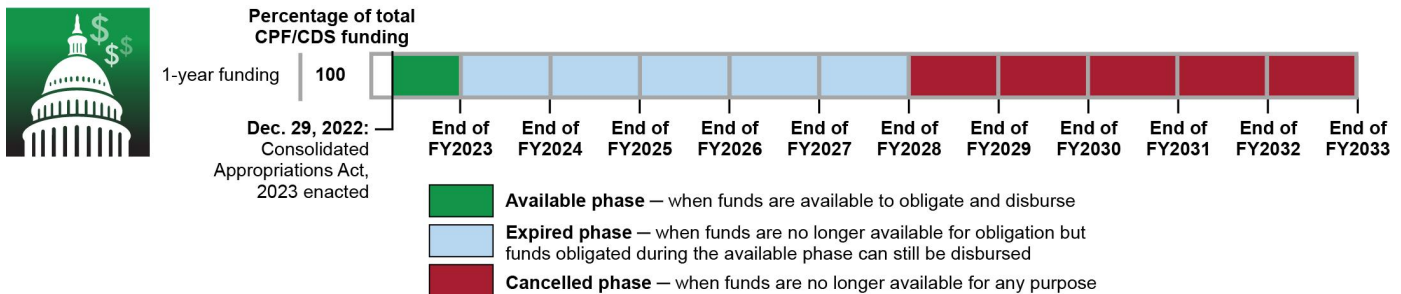 $
$
$
Percentage of total
CPF/CDS funding
1-year funding
100
Dec. 29, 2022:
Consolidated
Appropriations Act,
2023 enacted
End of
FY2023
End of
FY2024
End of
FY2025
End of
FY2026
End of
FY2027
End of
FY2028
End of
FY2029
End of
FY2030
End of
FY2031
End of
FY2032
End of
FY2033
Available phase — when funds are available to obligate and disburse
Expired phase — when funds are no longer available for obligation but
funds obligated during the available phase can still be disbursed
Cancelled phase — when funds are no longer available for any purpose